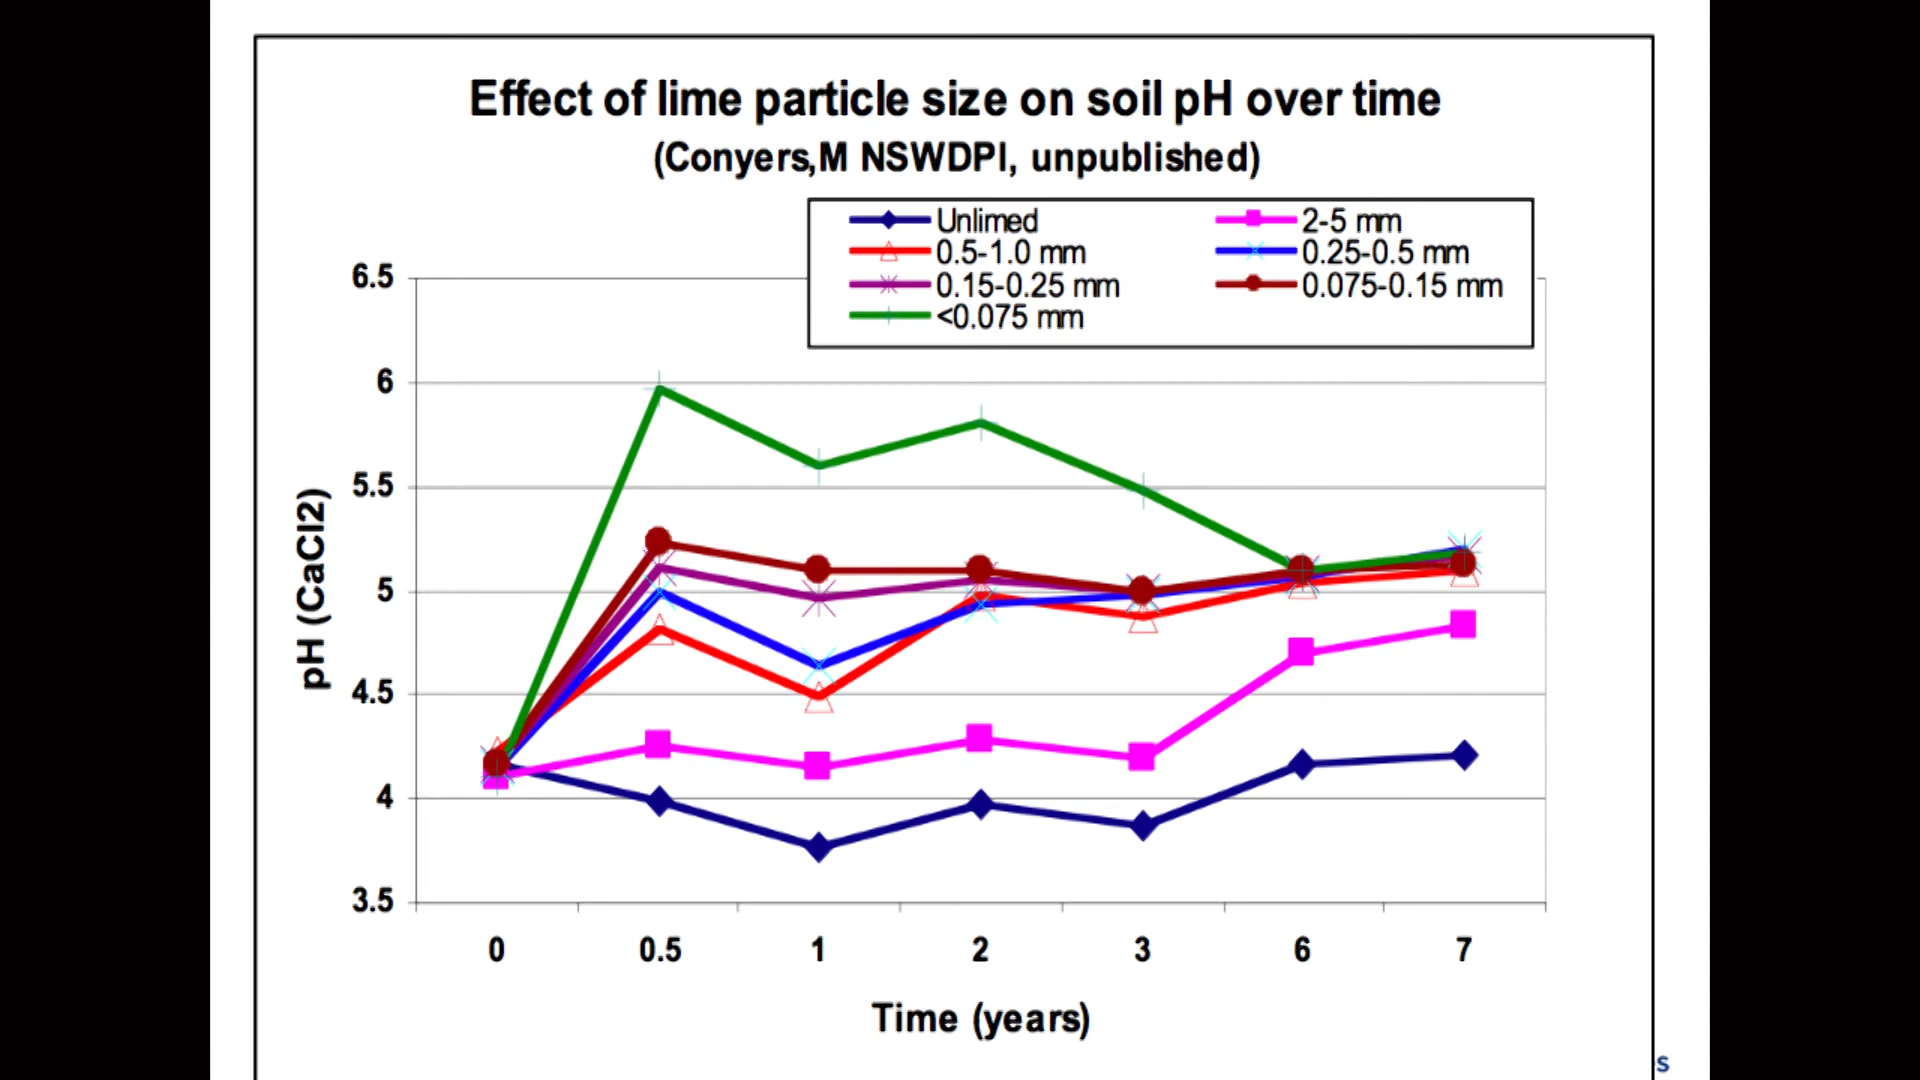 Effect of lime particle size on soil pH over time
(Conyers,M NSWDPI, unpublished)
Unlimed
2-5 mm
0.5-1.0 mm
0.25-0.5 mm
0.15-0.25 mm
0.075-0.15 mm
<0.075 mm
6.5
6
5.5
5
4.5
4
3.5
pH (CaCl2)
0 0.5 1 2 3 6 7
Time (years)
s